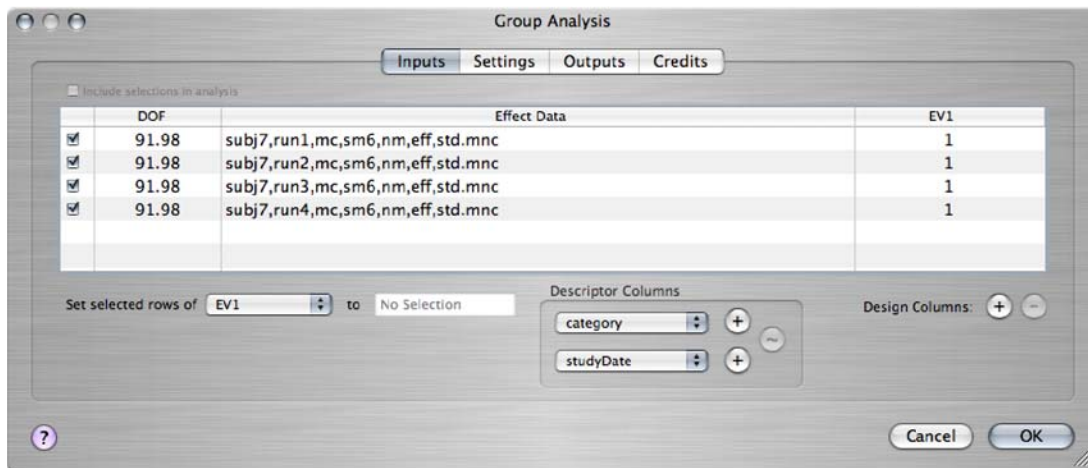 Group Analysis
Inputs Settings Outputs Credits
Include selections in analysis
DOF Effect Data EV1
91.98 subj7,run1,mc,sm6,nm,eff,std.mnc 1
91.98 subj7,run2,mc,sm6,nm,eff,std.mnc 1
91.98 subj7,run3,mc,sm6,nm,eff,std.mnc 1
91.98 subj7,run4,mc,sm6,nm,eff,std.mnc 1
Set selected rows of EV1 to No Selection
Descriptor Columns
category +
studyDate +
Design Columns: + −
? Cancel OK